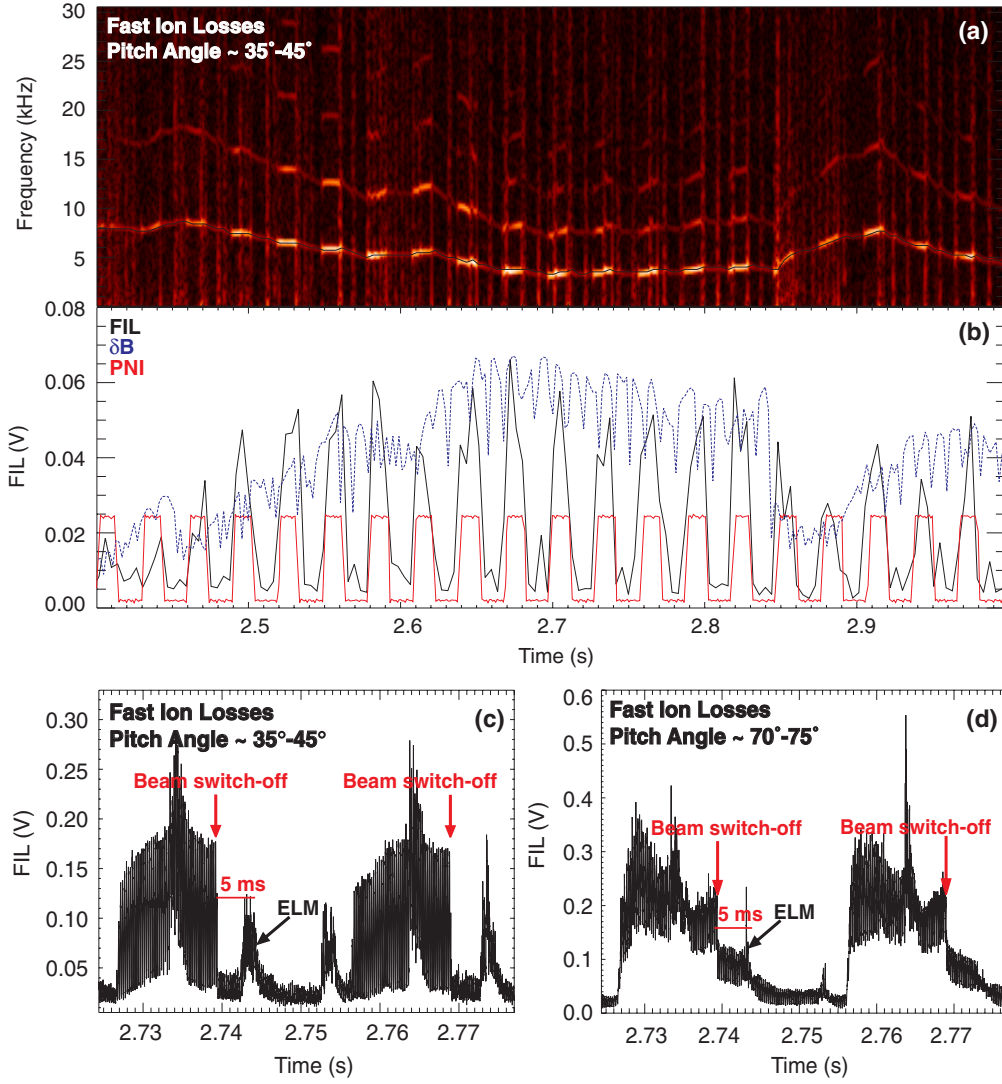 Fast Ion Losses
Pitch Angle ~ 35°-45°
(a)
Frequency (kHz)
30
25
20
15
10
5
FIL
δB
PNI
(b)
FIL (V)
0.08
0.06
0.04
0.02
0.00
2.5 2.6 2.7 2.8 2.9
Time (s)
Fast Ion Losses
Pitch Angle ~ 35°-45°
(c)
Beam switch-off
Beam switch-off
5 ms
ELM
FIL (V)
0.30
0.25
0.20
0.15
0.10
0.05
2.73 2.74 2.75 2.76 2.77
Time (s)
Fast Ion Losses
Pitch Angle ~ 70°-75°
(d)
Beam switch-off
Beam switch-off
5 ms
ELM
FIL (V)
0.6
0.5
0.4
0.3
0.2
0.1
0.0
2.73 2.74 2.75 2.76 2.77
Time (s)